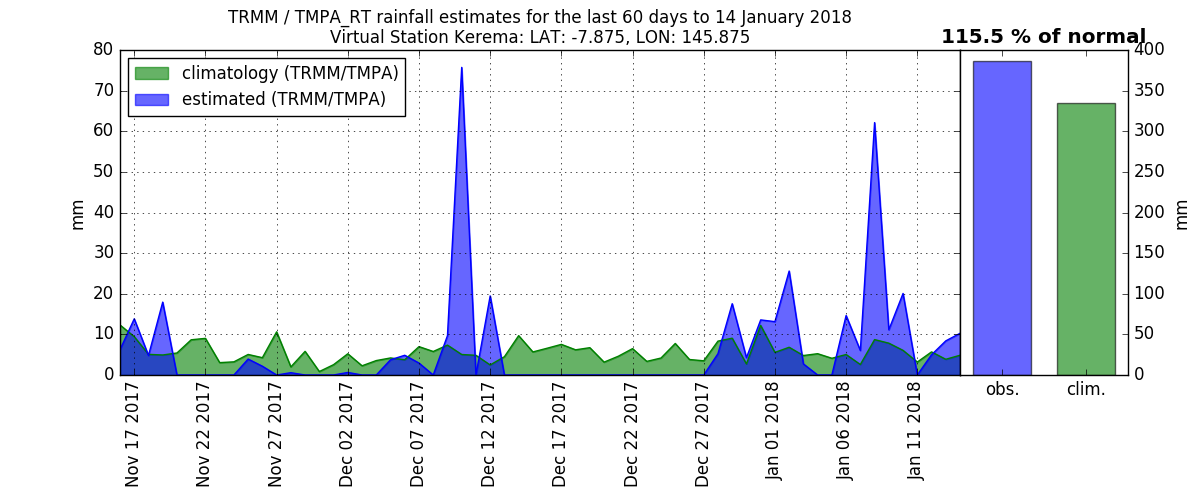 TRMM / TMPA_RT rainfall estimates for the last 60 days to 14 January 2018
Virtual Station Kerema: LAT: -7.875, LON: 145.875
115.5 % of normal
climatology (TRMM/TMPA)
estimated (TRMM/TMPA)
mm
80
70
60
50
40
30
20
10
0
Nov 17 2017
Nov 22 2017
Nov 27 2017
Dec 02 2017
Dec 07 2017
Dec 12 2017
Dec 17 2017
Dec 22 2017
Dec 27 2017
Jan 01 2018
Jan 06 2018
Jan 11 2018
obs.
clim.
400
350
300
250
200
150
100
50
0
mm